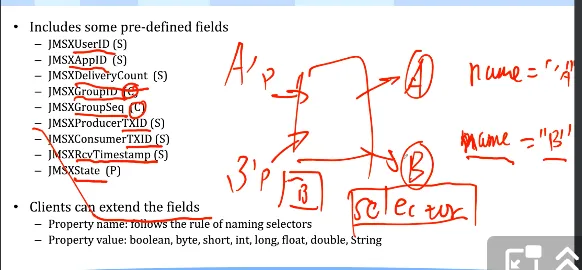 • Includes some pre-defined fields
– JMSXUserID (S)
– JMSXAppID (S)
– JMSXDeliveryCount (S)
– JMSXGroupID (C)
– JMSXGroupSeq (C)
– JMSXProducerTXID (S)
– JMSXConsumerTXID (S)
– JMSXRcvTimestamp (S)
– JMSXState (P)
• Clients can extend the fields
– Property name: follows the rule of naming selectors
– Property value: boolean, byte, short, int, long, float, double, String
A' P
A
name = "A"
B' P
B
B
name = "B"
selector